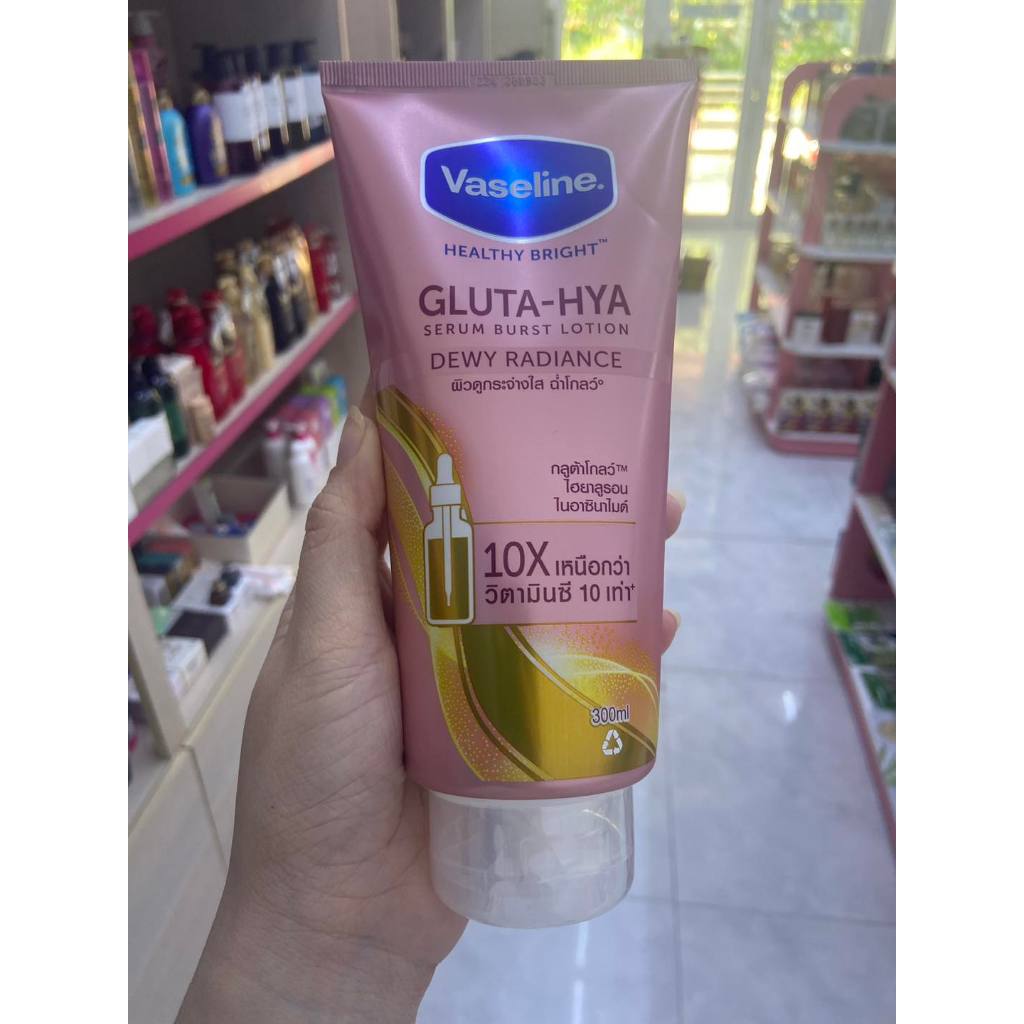 Vaseline.
HEALTHY BRIGHT™
GLUTA-HYA
SERUM BURST LOTION
DEWY RADIANCE
ผิวดูกระจ่างใส ฉ่ำโกลว์°
กลูต้าโกลว์™
ไฮยาลูรอน
ไนอาซินาไมด์
10X เหนือกว่า
วิตามินซี 10 เท่า⁺
300ml